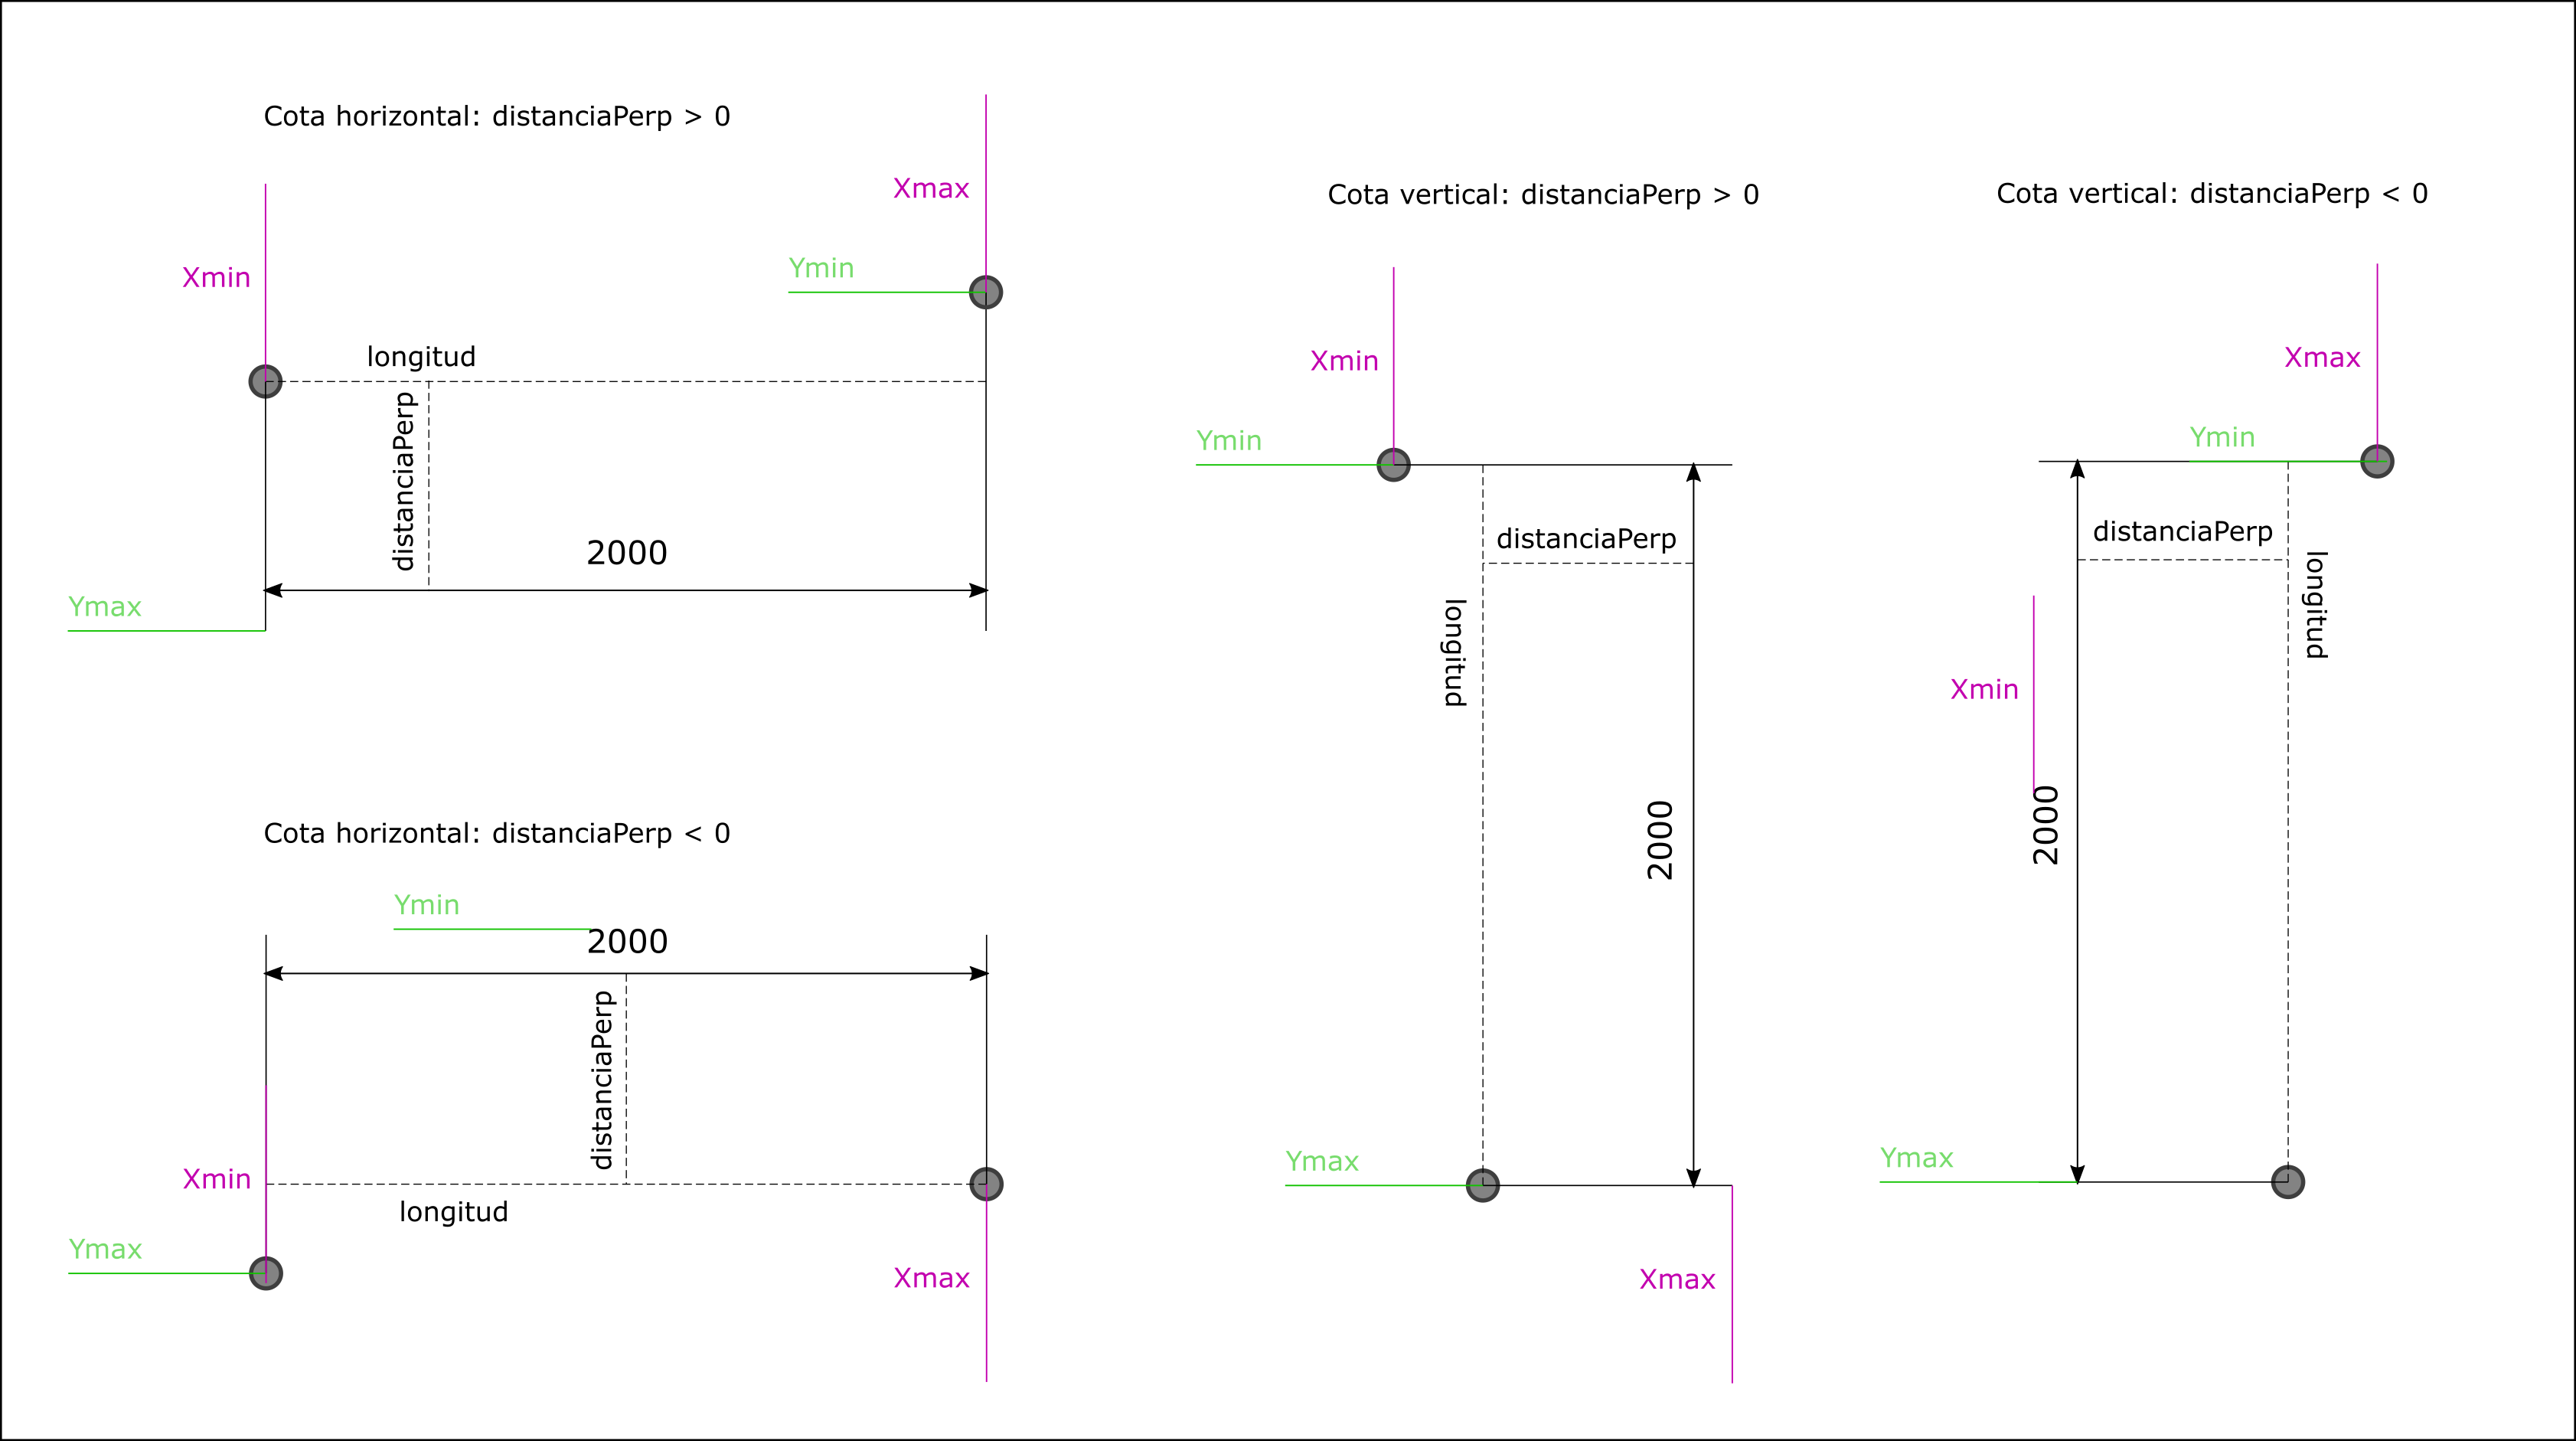 Cota horizontal: distanciaPerp > 0
Xmax
Xmin
Ymin
longitud
distanciaPerp
2000
Ymax
Cota horizontal: distanciaPerp < 0
Ymin
2000
distanciaPerp
Xmin
longitud
Ymax
Xmax
Cota vertical: distanciaPerp > 0
Xmin
Ymin
distanciaPerp
longitud
2000
Ymax
Xmax
Cota vertical: distanciaPerp < 0
Xmax
Ymin
distanciaPerp
longitud
Xmin
2000
Ymax